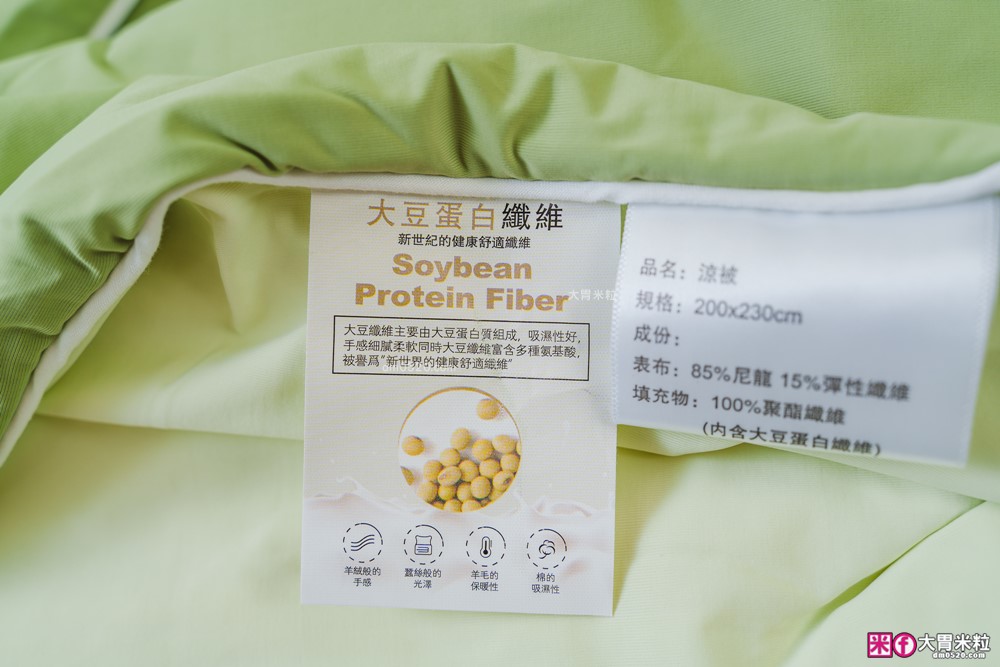 大豆蛋白纖維
新世紀的健康舒適纖維
Soybean
Protein Fiber
大豆纖維主要由大豆蛋白質組成, 吸濕性好,
手感細膩柔軟同時大豆纖維富含多種氨基酸,
被譽爲"新世界的健康舒適纖維"
羊絨般的
手感
蠶絲般的
光澤
羊毛的
保暖性
棉的
吸濕性
品名：涼被
規格：200x230cm
成份：
表布：85%尼龍 15%彈性纖維
填充物：100%聚酯纖維
(内含大豆蛋白纖維)
大胃米粒
米 f 大胃米粒
dm0520.com